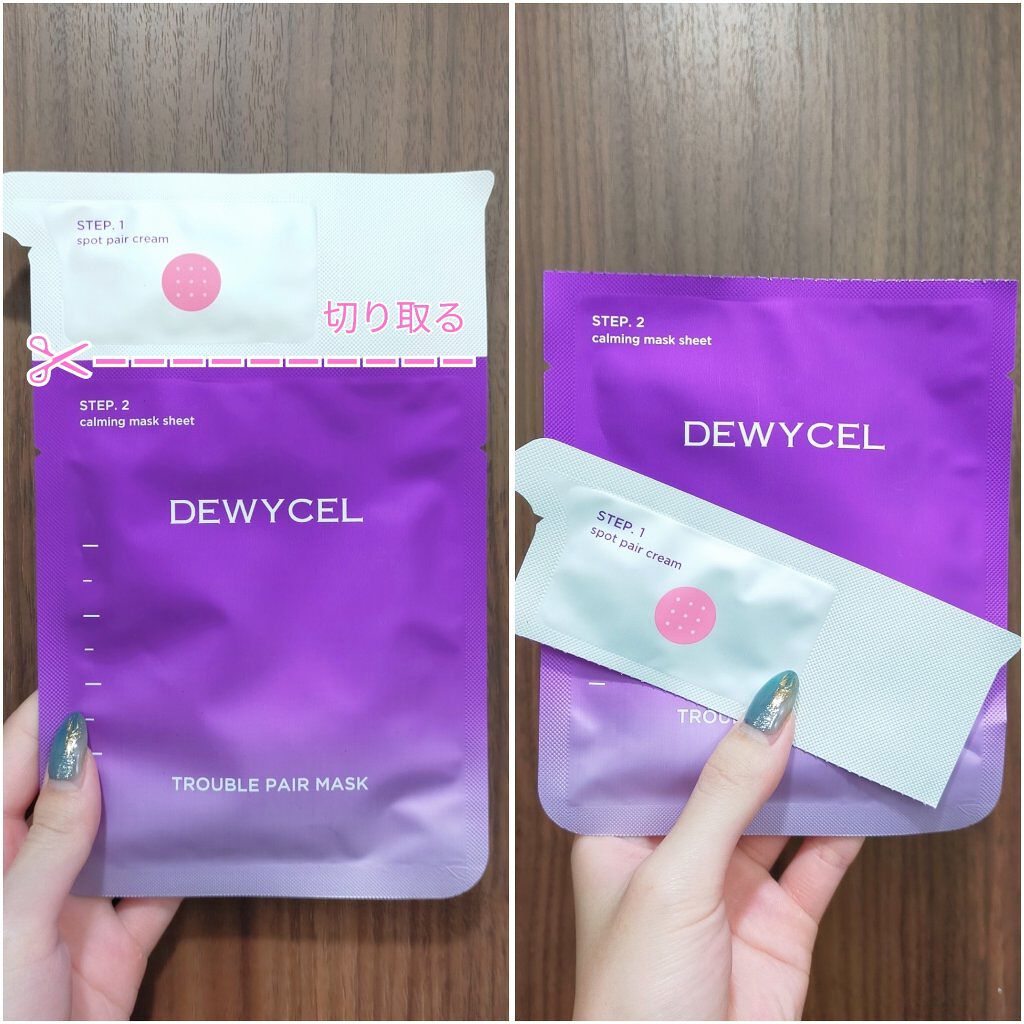 STEP. 1
spot pair cream
切り取る
STEP. 2
calming mask sheet
DEWYCEL
TROUBLE PAIR MASK
STEP. 2
calming mask sheet
DEWYCEL
STEP. 1
spot pair cream